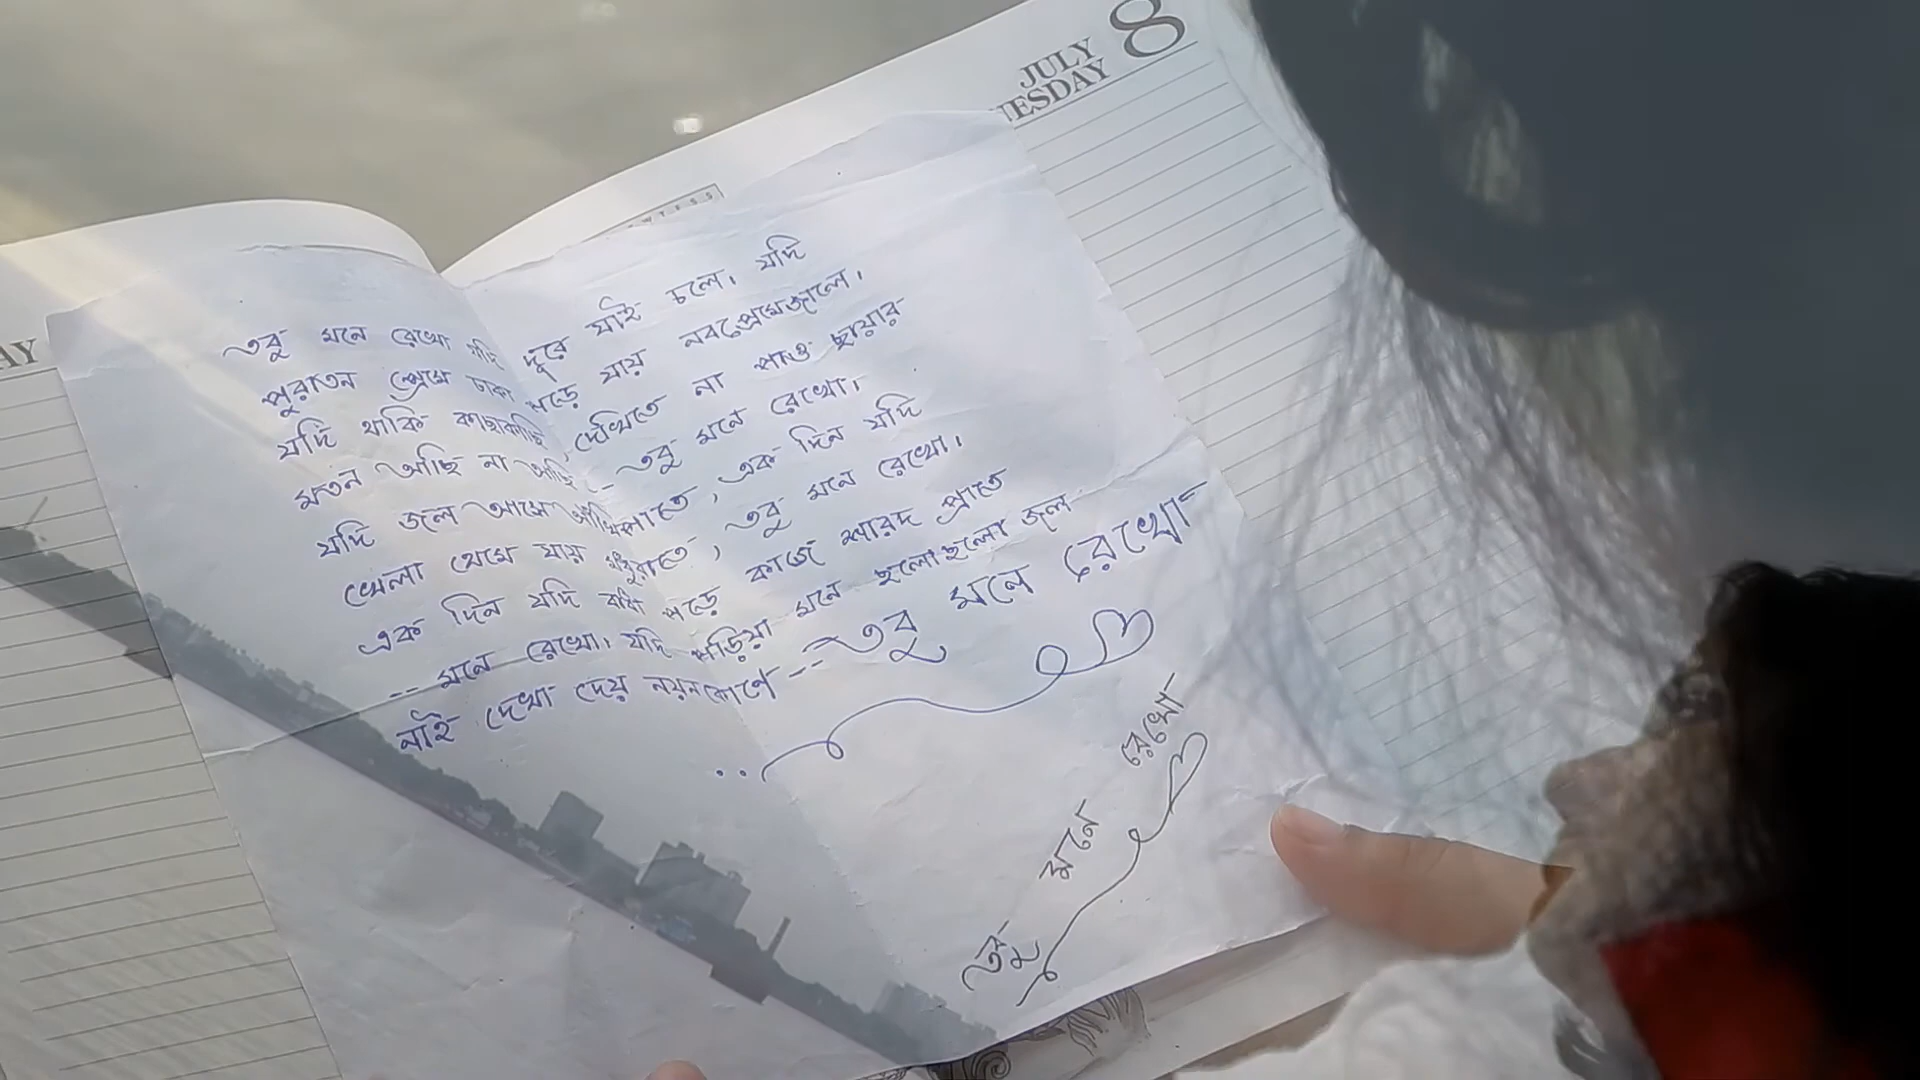 JULY
8
NESDAY
AY
তবু মনে রেখো যদি দূরে যাই চলে। যদি
পুরাতন প্রেম ঢাকা পড়ে যায় নবপ্রেমেজালে।
যদি থাকি কাছাকাছি, দেখিতে না পাও ছায়ার
মতন আছি না আছি -- তবু মনে রেখো।
যদি জল আসে আঁখিপাতে, এক দিন যদি
খেলা থেমে যায় মধুরাতে, তবু মনে রেখো।
এক দিন যদি বাধা পড়ে কাজে শারদ প্রাতে
-- মনে রেখো। যদি পড়িয়া মনে ছলোছলো জল
নাই দেখা দেয় নয়নকোণে -- তবু মনে রেখো
তবু মনে রেখো